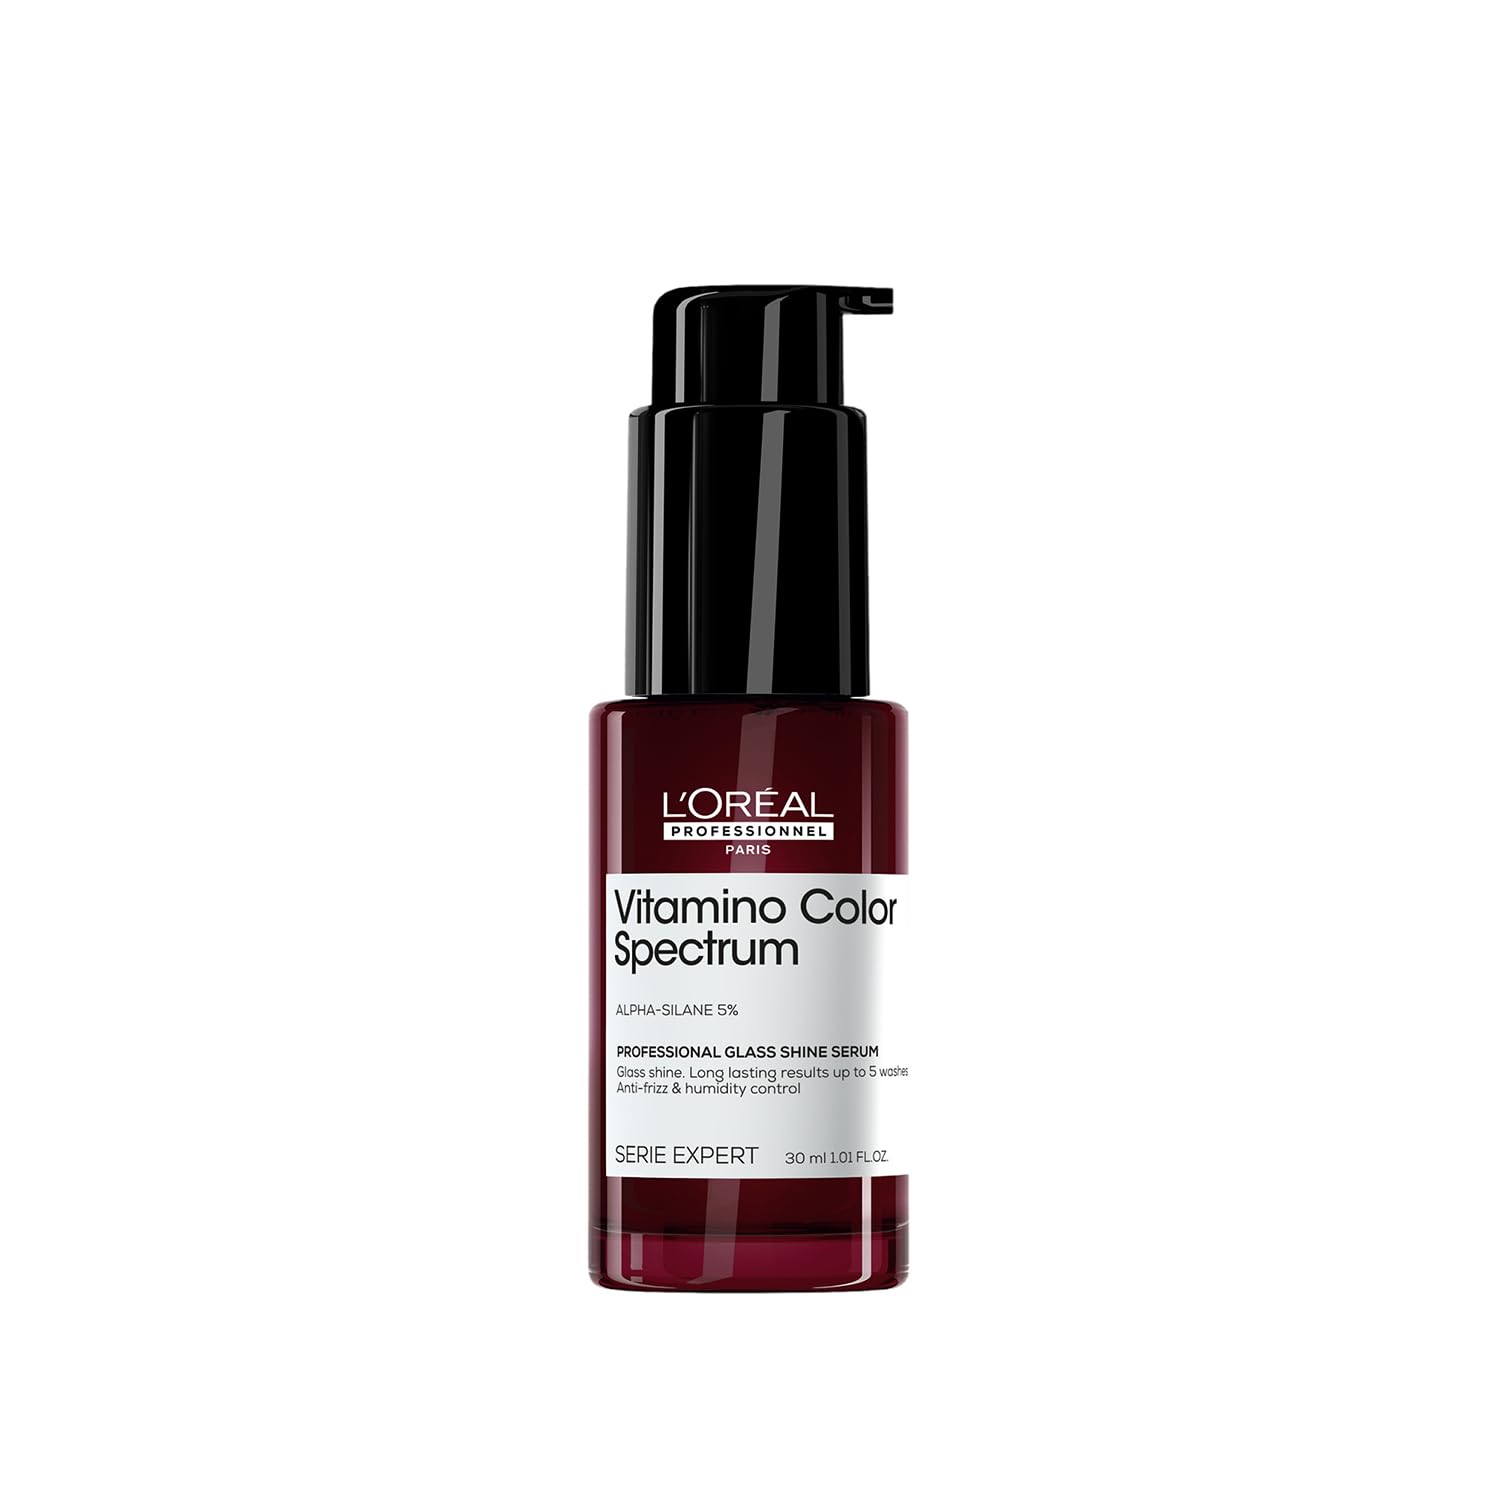 L'ORÉAL
PROFESSIONNEL
PARIS
Vitamino Color
Spectrum
ALPHA-SILANE 5%
PROFESSIONAL GLASS SHINE SERUM
Glass shine. Long lasting results up to 5 washes
Anti-frizz & humidity control
SERIE EXPERT 30 ml 1.01 FL.OZ.